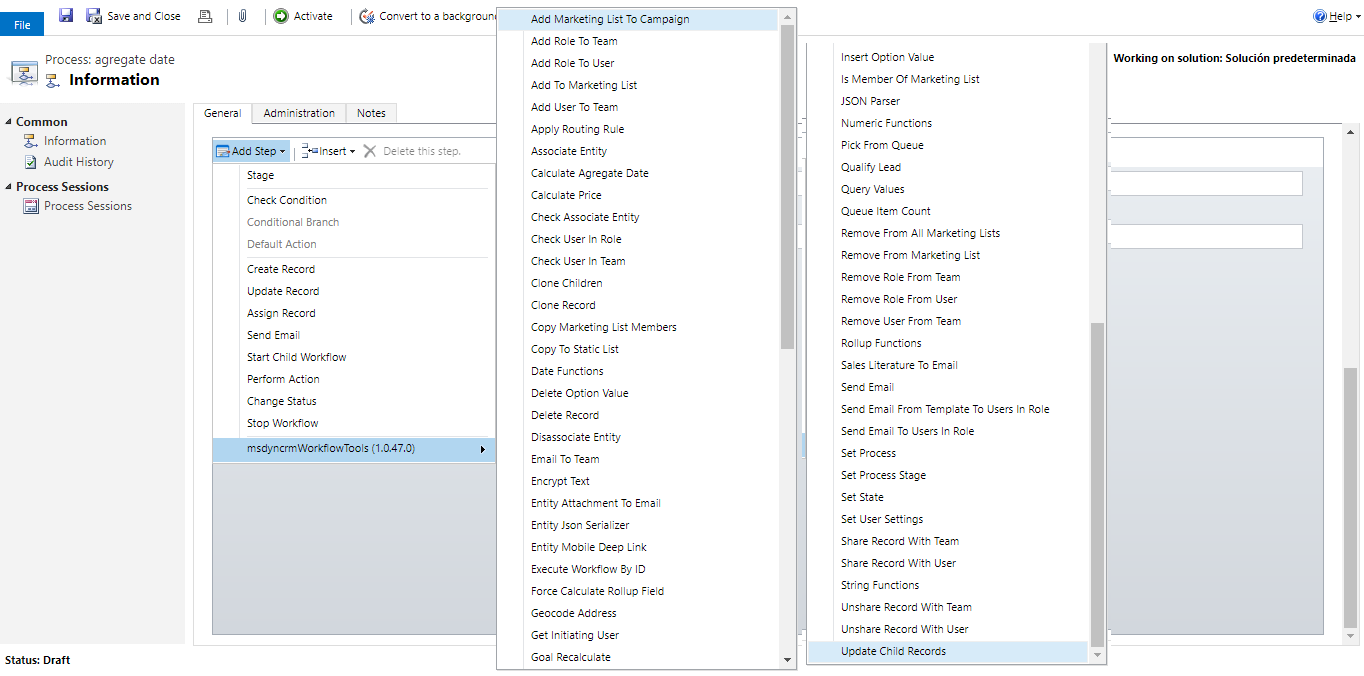 File
Save and Close
Activate
Convert to a backgroun
Help
Process: agregate date
Information
Working on solution: Solución predeterminada
Common
Information
Audit History
Process Sessions
Process Sessions
General
Administration
Notes
Add Step
Insert
Delete this step.
Stage
Check Condition
Conditional Branch
Default Action
Create Record
Update Record
Assign Record
Send Email
Start Child Workflow
Perform Action
Change Status
Stop Workflow
msdyncrmWorkflowTools (1.0.47.0)
Add Marketing List To Campaign
Add Role To Team
Add Role To User
Add To Marketing List
Add User To Team
Apply Routing Rule
Associate Entity
Calculate Agregate Date
Calculate Price
Check Associate Entity
Check User In Role
Check User In Team
Clone Children
Clone Record
Copy Marketing List Members
Copy To Static List
Date Functions
Delete Option Value
Delete Record
Disassociate Entity
Email To Team
Encrypt Text
Entity Attachment To Email
Entity Json Serializer
Entity Mobile Deep Link
Execute Workflow By ID
Force Calculate Rollup Field
Geocode Address
Get Initiating User
Goal Recalculate
Insert Option Value
Is Member Of Marketing List
JSON Parser
Numeric Functions
Pick From Queue
Qualify Lead
Query Values
Queue Item Count
Remove From All Marketing Lists
Remove From Marketing List
Remove Role From Team
Remove Role From User
Remove User From Team
Rollup Functions
Sales Literature To Email
Send Email
Send Email From Template To Users In Role
Send Email To Users In Role
Set Process
Set Process Stage
Set State
Set User Settings
Share Record With Team
Share Record With User
String Functions
Unshare Record With Team
Unshare Record With User
Update Child Records
Status: Draft